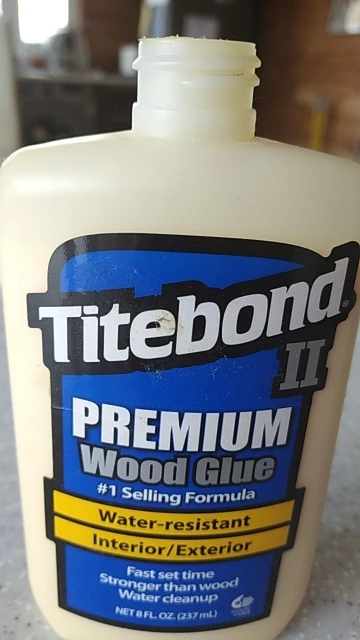 Titebond®
II
PREMIUM
Wood Glue
#1 Selling Formula
Water-resistant
Interior/Exterior
Fast set time
Stronger than wood
Water cleanup
NET 8 FL. OZ. (237 mL)